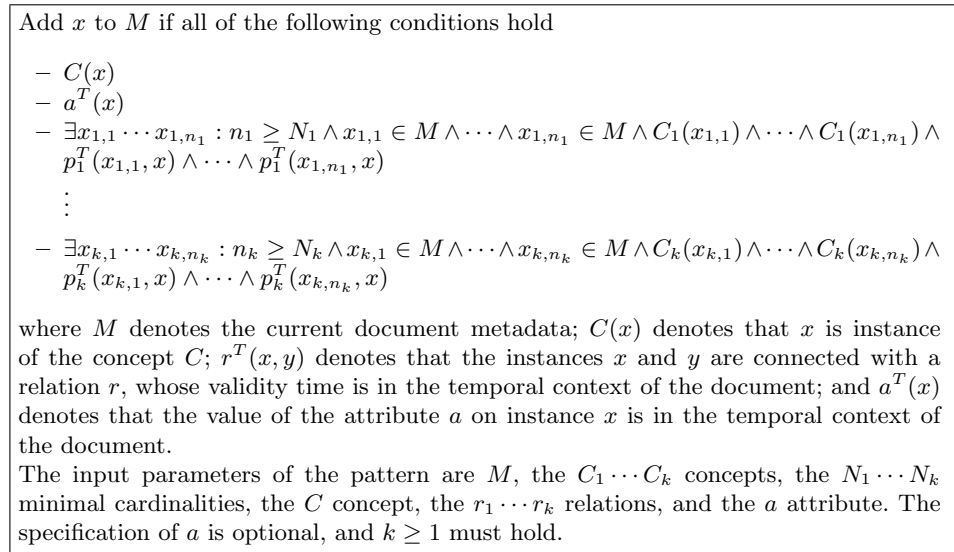 Add x to M if all of the following conditions hold
– C(x)
– a^T(x)
– ∃x_{1,1} ⋯ x_{1,n_1} : n_1 ≥ N_1 ∧ x_{1,1} ∈ M ∧ ⋯ ∧ x_{1,n_1} ∈ M ∧ C_1(x_{1,1}) ∧ ⋯ ∧ C_1(x_{1,n_1}) ∧
p_1^T(x_{1,1}, x) ∧ ⋯ ∧ p_1^T(x_{1,n_1}, x)
⋮
– ∃x_{k,1} ⋯ x_{k,n_k} : n_k ≥ N_k ∧ x_{k,1} ∈ M ∧ ⋯ ∧ x_{k,n_k} ∈ M ∧ C_k(x_{k,1}) ∧ ⋯ ∧ C_k(x_{k,n_k}) ∧
p_k^T(x_{k,1}, x) ∧ ⋯ ∧ p_k^T(x_{k,n_k}, x)
where M denotes the current document metadata; C(x) denotes that x is instance
of the concept C; r^T(x, y) denotes that the instances x and y are connected with a
relation r, whose validity time is in the temporal context of the document; and a^T(x)
denotes that the value of the attribute a on instance x is in the temporal context of
the document.
The input parameters of the pattern are M, the C_1 ⋯ C_k concepts, the N_1 ⋯ N_k
minimal cardinalities, the C concept, the r_1 ⋯ r_k relations, and the a attribute. The
specification of a is optional, and k ≥ 1 must hold.